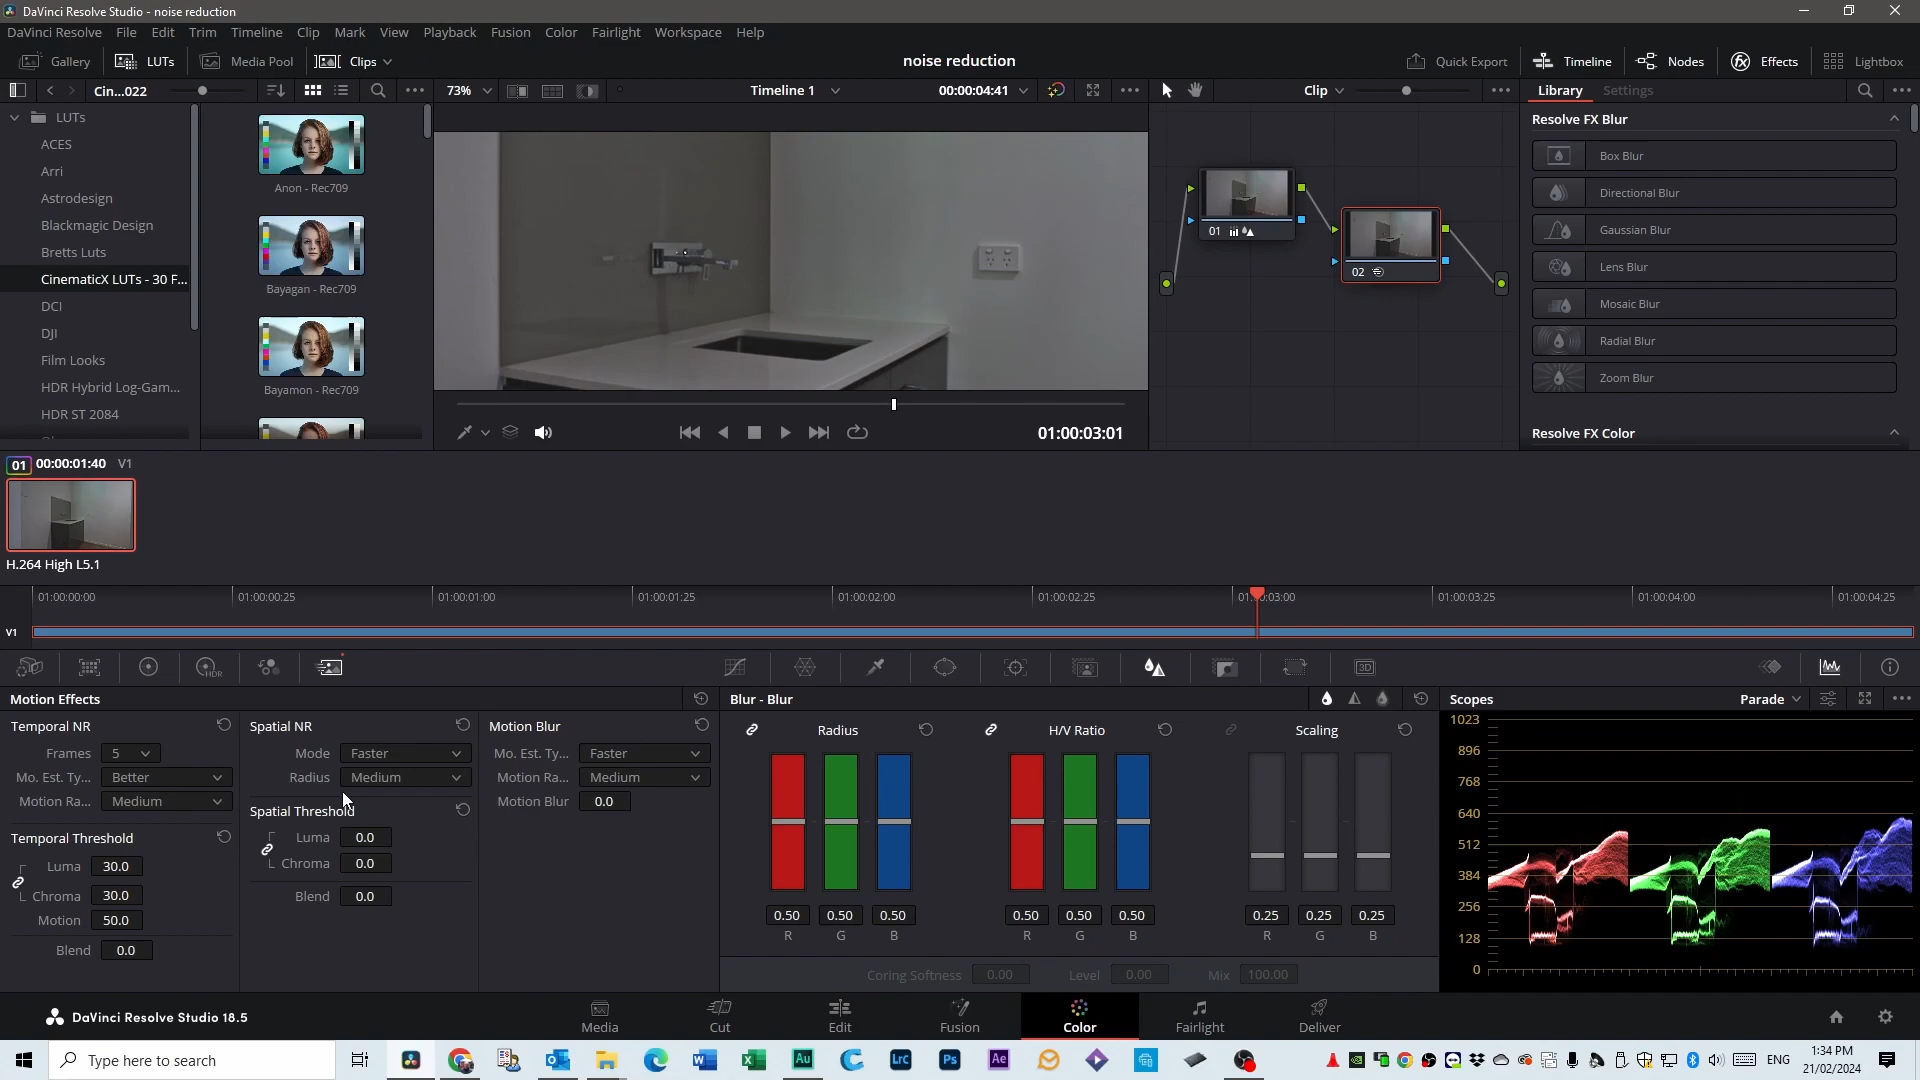 DaVinci Resolve Studio - noise reduction
DaVinci Resolve File Edit Trim Timeline Clip Mark View Playback Fusion Color Fairlight Workspace Help
Gallery LUTs Media Pool Clips noise reduction Quick Export Timeline Nodes Effects Lightbox
Cin...022 73% Timeline 1 00:00:04:41 Clip Library Settings
LUTs
ACES
Arri
Astrodesign
Blackmagic Design
Bretts Luts
CinematicX LUTs - 30 F...
DCI
DJI
Film Looks
HDR Hybrid Log-Gam...
HDR ST 2084
Anon - Rec709
Bayagan - Rec709
Bayamon - Rec709
01:00:03:01
01
02
Resolve FX Blur
Box Blur
Directional Blur
Gaussian Blur
Lens Blur
Mosaic Blur
Radial Blur
Zoom Blur
Resolve FX Color
01 00:00:01:40 V1
H.264 High L5.1
01:00:00:00 01:00:00:25 01:00:01:00 01:00:01:25 01:00:02:00 01:00:02:25 01:00:03:00 01:00:03:25 01:00:04:00 01:00:04:25
V1
HDR
3D
Motion Effects
Temporal NR
Frames 5
Mo. Est. Ty... Better
Motion Ra... Medium
Temporal Threshold
Luma 30.0
Chroma 30.0
Motion 50.0
Blend 0.0
Spatial NR
Mode Faster
Radius Medium
Spatial Threshold
Luma 0.0
Chroma 0.0
Blend 0.0
Motion Blur
Mo. Est. Ty... Faster
Motion Ra... Medium
Motion Blur 0.0
Blur - Blur
Radius H/V Ratio Scaling
0.50 0.50 0.50 0.50 0.50 0.50 0.25 0.25 0.25
R G B R G B R G B
Coring Softness 0.00 Level 0.00 Mix 100.00
Scopes Parade
1023
896
768
640
512
384
256
128
0
DaVinci Resolve Studio 18.5
Media Cut Edit Fusion Color Fairlight Deliver
Type here to search
Au
Lrc
Ps
Ae
ENG
1:34 PM
21/02/2024